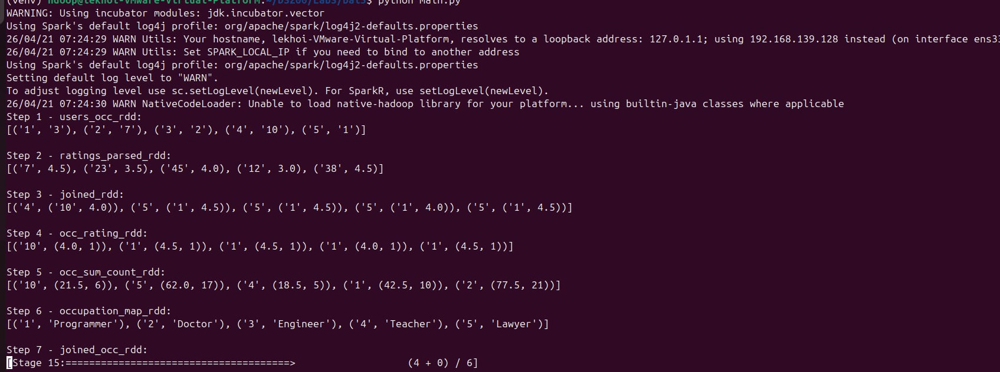 (venv) hdoop@lekhoi-VMware-Virtual-Platform:~/DS200/Lab3/bai5$ python main.py
WARNING: Using incubator modules: jdk.incubator.vector
Using Spark's default log4j profile: org/apache/spark/log4j2-defaults.properties
26/04/21 07:24:29 WARN Utils: Your hostname, lekhoi-VMware-Virtual-Platform, resolves to a loopback address: 127.0.1.1; using 192.168.139.128 instead (on interface ens33
26/04/21 07:24:29 WARN Utils: Set SPARK_LOCAL_IP if you need to bind to another address
Using Spark's default log4j profile: org/apache/spark/log4j2-defaults.properties
Setting default log level to "WARN".
To adjust logging level use sc.setLogLevel(newLevel). For SparkR, use setLogLevel(newLevel).
26/04/21 07:24:30 WARN NativeCodeLoader: Unable to load native-hadoop library for your platform... using builtin-java classes where applicable
Step 1 - users_occ_rdd:
[('1', '3'), ('2', '7'), ('3', '2'), ('4', '10'), ('5', '1')]
Step 2 - ratings_parsed_rdd:
[('7', 4.5), ('23', 3.5), ('45', 4.0), ('12', 3.0), ('38', 4.5)]
Step 3 - joined_rdd:
[('4', ('10', 4.0)), ('5', ('1', 4.5)), ('5', ('1', 4.5)), ('5', ('1', 4.0)), ('5', ('1', 4.5))]
Step 4 - occ_rating_rdd:
[('10', (4.0, 1)), ('1', (4.5, 1)), ('1', (4.5, 1)), ('1', (4.0, 1)), ('1', (4.5, 1))]
Step 5 - occ_sum_count_rdd:
[('10', (21.5, 6)), ('5', (62.0, 17)), ('4', (18.5, 5)), ('1', (42.5, 10)), ('2', (77.5, 21))]
Step 6 - occupation_map_rdd:
[('1', 'Programmer'), ('2', 'Doctor'), ('3', 'Engineer'), ('4', 'Teacher'), ('5', 'Lawyer')]
Step 7 - joined_occ_rdd:
[Stage 15:======================================> (4 + 0) / 6]